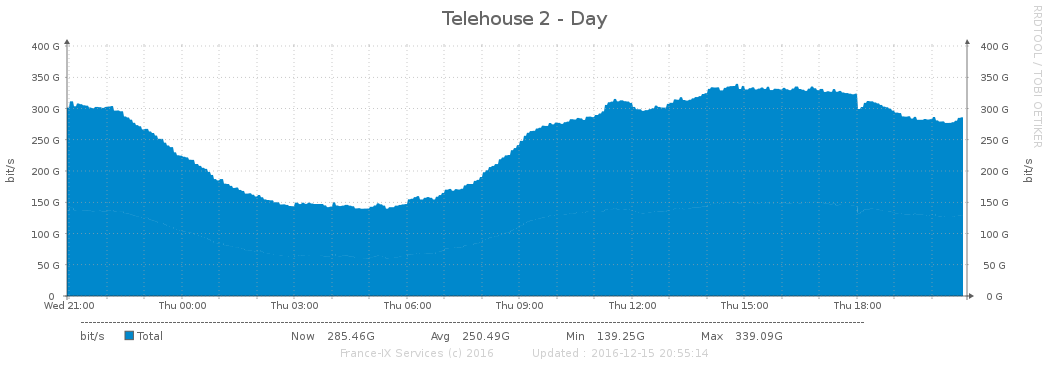 Telehouse 2 - Day
RRDTOOL / TOBI OETIKER
400 G 400 G
350 G 350 G
300 G 300 G
250 G 250 G
200 G 200 G
150 G 150 G
100 G 100 G
50 G 50 G
0 0 G
bit/s bit/s
Wed 21:00 Thu 00:00 Thu 03:00 Thu 06:00 Thu 09:00 Thu 12:00 Thu 15:00 Thu 18:00
bit/s Total Now 285.46G Avg 250.49G Min 139.25G Max 339.09G
France-IX Services (c) 2016 Updated : 2016-12-15 20:55:14